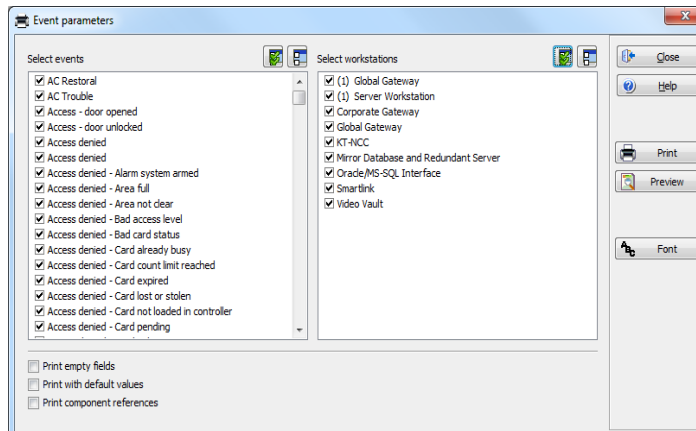 Event parameters
Select events
AC Restoral
AC Trouble
Access - door opened
Access - door unlocked
Access denied
Access denied
Access denied - Alarm system armed
Access denied - Area full
Access denied - Area not clear
Access denied - Bad access level
Access denied - Bad card status
Access denied - Card already busy
Access denied - Card count limit reached
Access denied - Card expired
Access denied - Card lost or stolen
Access denied - Card not loaded in controller
Access denied - Card pending
Select workstations
(1) Global Gateway
(1) Server Workstation
Corporate Gateway
Global Gateway
KT-NCC
Mirror Database and Redundant Server
Oracle/MS-SQL Interface
Smartlink
Video Vault
Print empty fields
Print with default values
Print component references
Close
Help
Print
Preview
ABC
Font